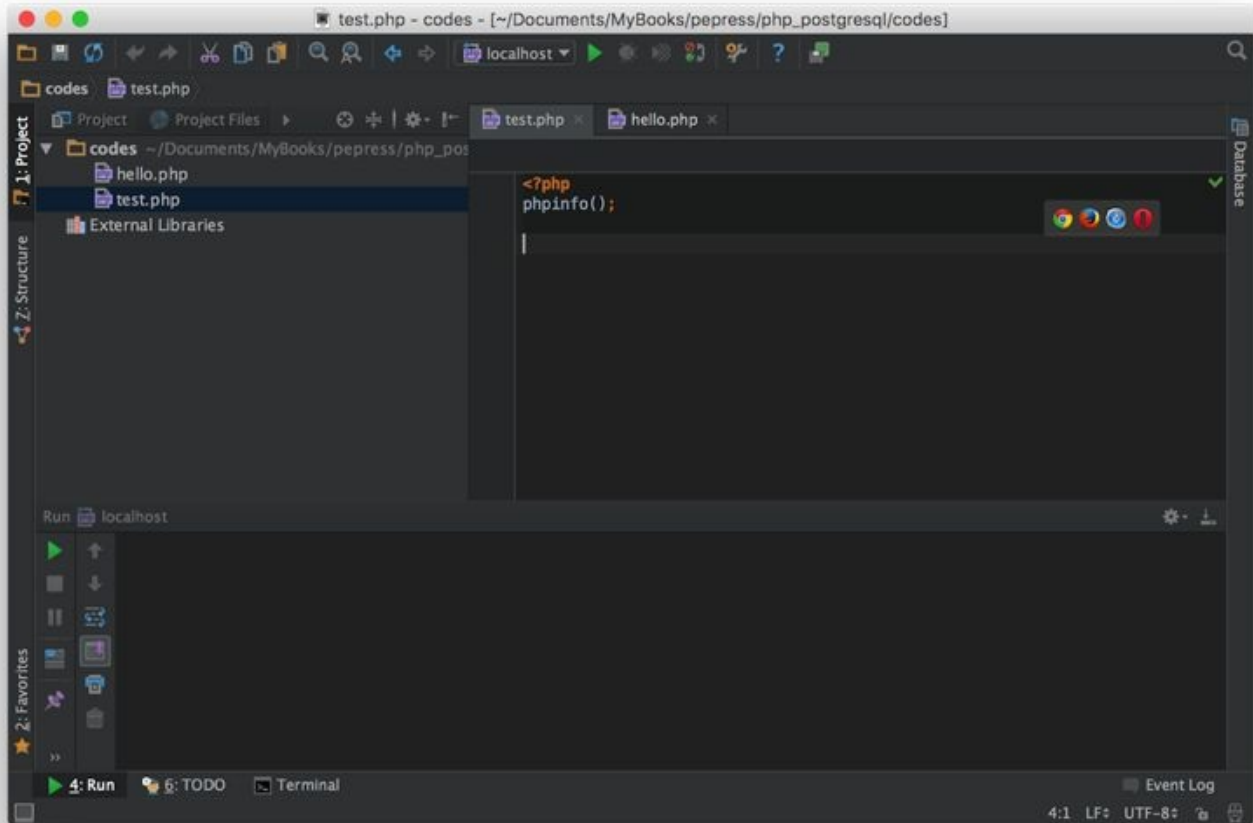 test.php - codes - [~/Documents/MyBooks/pepress/php_postgresql/codes]
localhost
codes test.php
1: Project
Project Project Files
codes ~/Documents/MyBooks/pepress/php_pos
hello.php
test.php
External Libraries
Z: Structure
2: Favorites
test.php × hello.php ×
<?php
phpinfo();
Database
Run localhost
4: Run 6: TODO Terminal Event Log
4:1 LF UTF-8